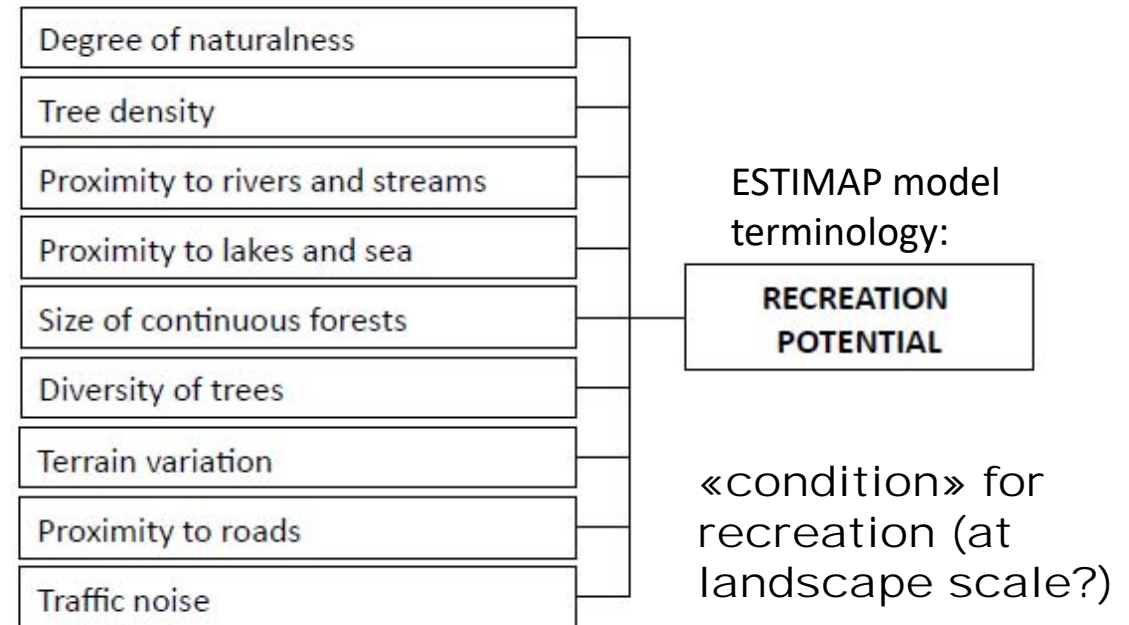 Degree of naturalness
Tree density
Proximity to rivers and streams
Proximity to lakes and sea
Size of continuous forests
Diversity of trees
Terrain variation
Proximity to roads
Traffic noise
ESTIMAP model
terminology:
RECREATION
POTENTIAL
«condition» for
recreation (at
landscape scale?)